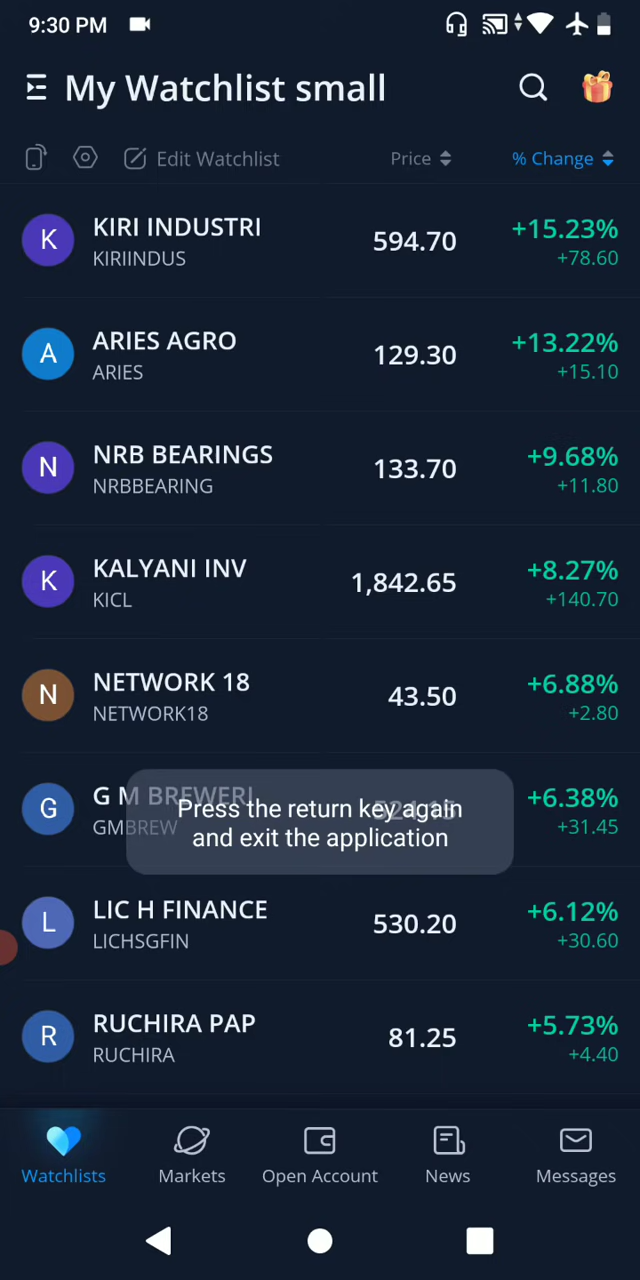 9:30 PM
My Watchlist small
Edit Watchlist Price % Change
K KIRI INDUSTRI 594.70 +15.23%
KIRIINDUS +78.60
A ARIES AGRO 129.30 +13.22%
ARIES +15.10
N NRB BEARINGS 133.70 +9.68%
NRBBEARING +11.80
K KALYANI INV 1,842.65 +8.27%
KICL +140.70
N NETWORK 18 43.50 +6.88%
NETWORK18 +2.80
G G M BREWERI 524.15 +6.38%
GMBREW +31.45
Press the return key again
and exit the application
L LIC H FINANCE 530.20 +6.12%
LICHSGFIN +30.60
R RUCHIRA PAP 81.25 +5.73%
RUCHIRA +4.40
Watchlists Markets Open Account News Messages